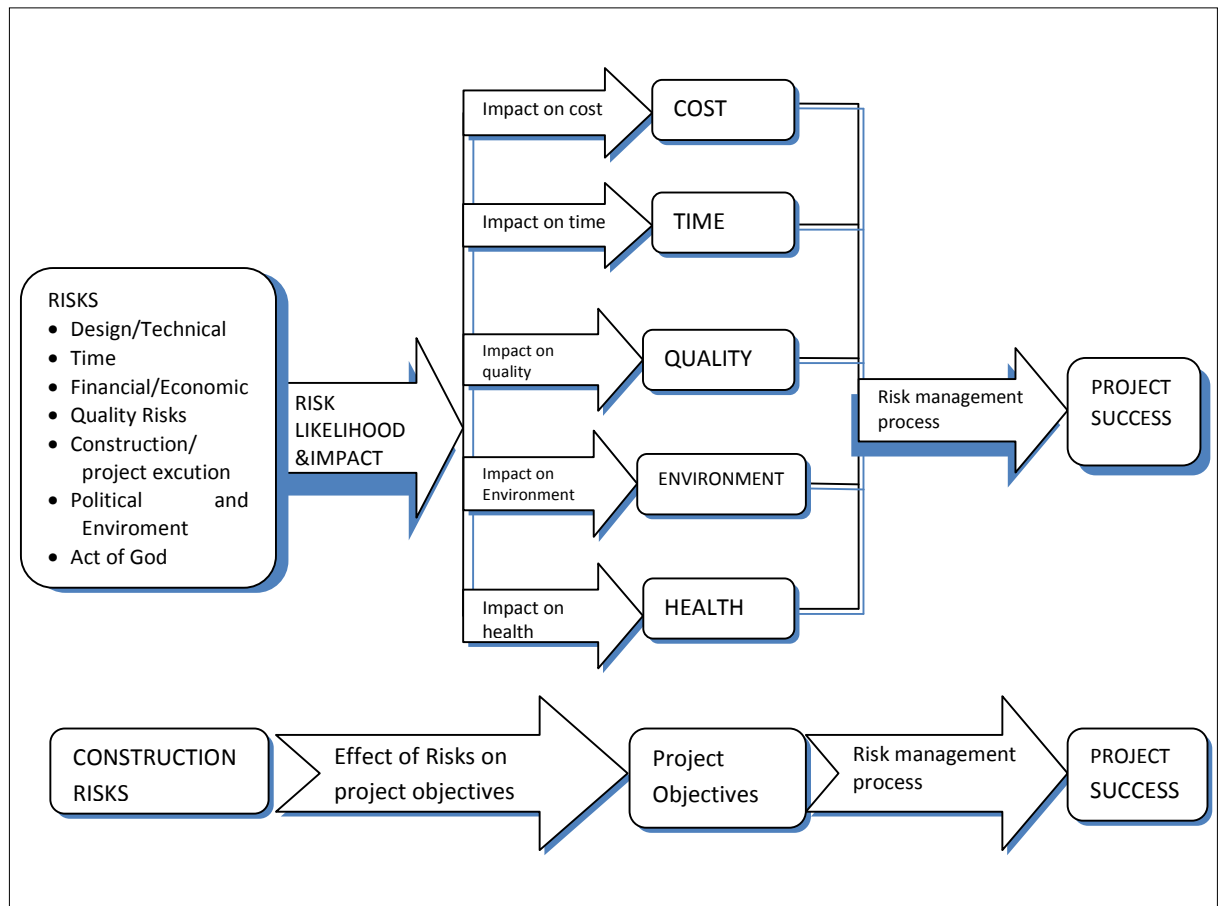 RISKS
• Design/Technical
• Time
• Financial/Economic
• Quality Risks
• Construction/
project excution
• Political and
Enviroment
• Act of God
RISK
LIKELIHOOD
&IMPACT
Impact on cost
COST
Impact on time
TIME
Impact on
quality
QUALITY
Impact on
Environment
ENVIRONMENT
Impact on
health
HEALTH
Risk management
process
PROJECT
SUCCESS
CONSTRUCTION
RISKS
Effect of Risks on
project objectives
Project
Objectives
Risk management
process
PROJECT
SUCCESS